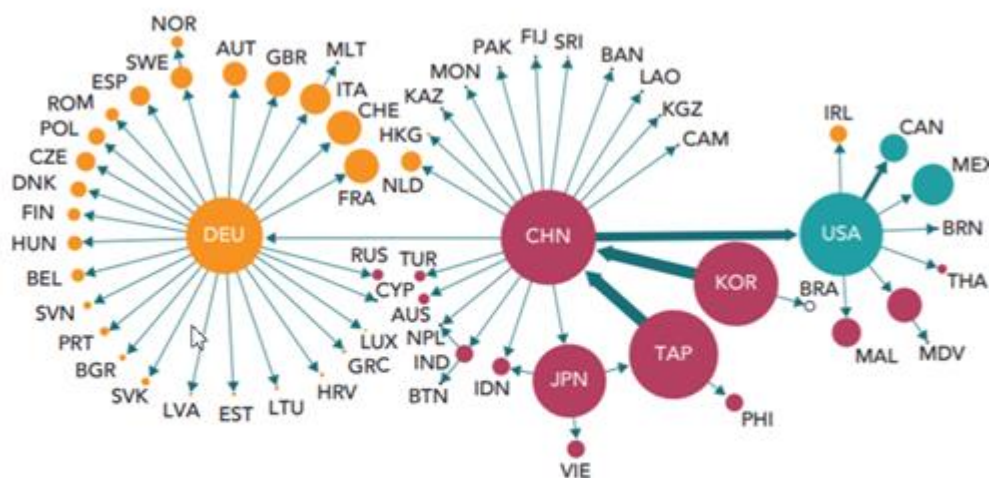 NOR
SWE
AUT
GBR
MLT
ESP
ITA
ROM
CHE
POL
CZE
FRA
DNK
FIN
HUN
BEL
SVN
PRT
BGR
SVK
LVA
EST
LTU
HRV
GRC
LUX
CYP
RUS
DEU
HKG
NLD
KAZ
MON
PAK
FIJ
SRI
BAN
LAO
KGZ
CAM
CHN
TUR
AUS
NPL
IND
BTN
IDN
JPN
VIE
TAP
PHI
KOR
BRA
IRL
CAN
MEX
USA
BRN
THA
MDV
MAL